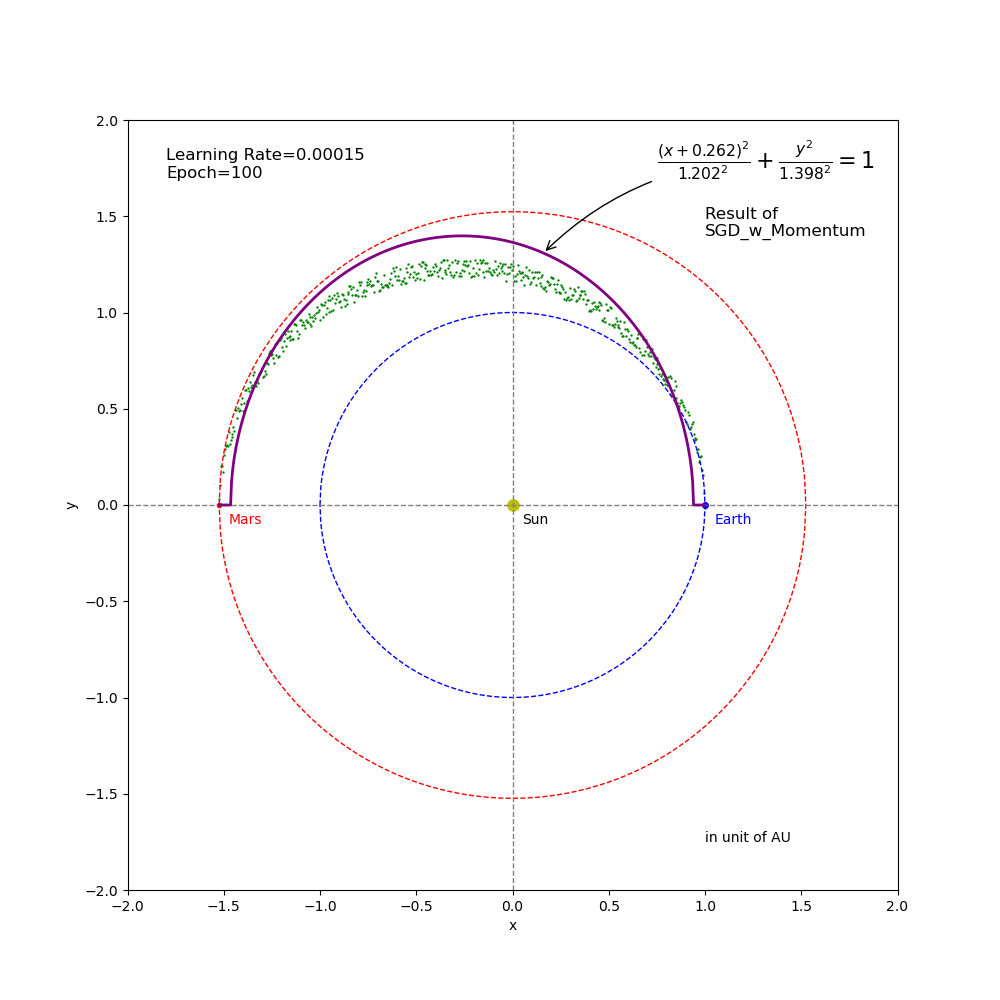 Learning Rate=0.00015
Epoch=100
(x+0.262)²/1.202² + y²/1.398² = 1
Result of
SGD_w_Momentum
2.0
1.5
1.0
0.5
0.0
−0.5
−1.0
−1.5
−2.0
y
Mars
Sun
Earth
in unit of AU
−2.0 −1.5 −1.0 −0.5 0.0 0.5 1.0 1.5 2.0
x